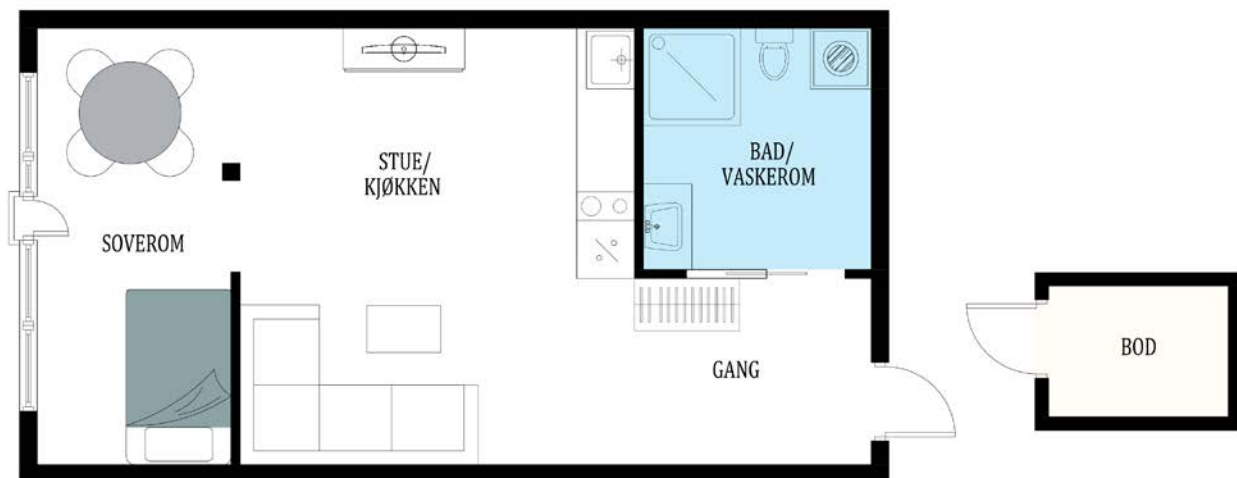 STUE/
KJØKKEN
BAD/
VASKEROM
SOVEROM
GANG
BOD